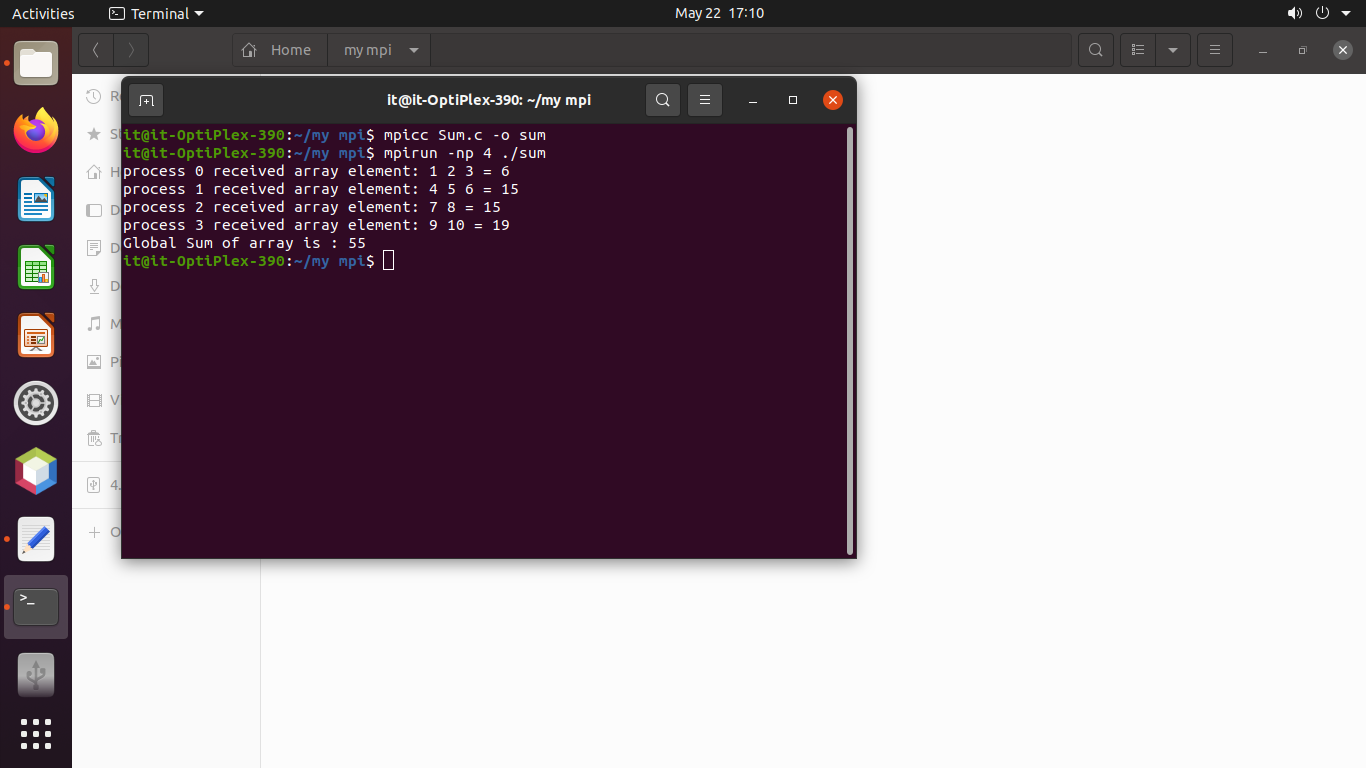 Activities
Terminal
May 22 17:10
Home
my mpi
it@it-OptiPlex-390: ~/my mpi
it@it-OptiPlex-390:~/my mpi$ mpicc Sum.c -o sum
it@it-OptiPlex-390:~/my mpi$ mpirun -np 4 ./sum
process 0 received array element: 1 2 3 = 6
process 1 received array element: 4 5 6 = 15
process 2 received array element: 7 8 = 15
process 3 received array element: 9 10 = 19
Global Sum of array is : 55
it@it-OptiPlex-390:~/my mpi$